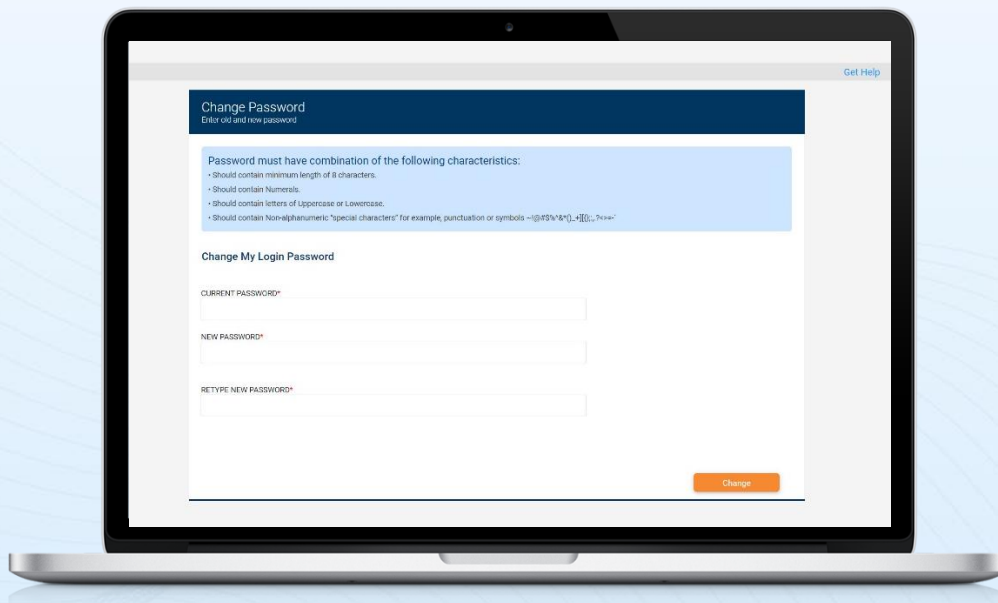 Get Help
Change Password
Enter old and new password
Password must have combination of the following characteristics:
• Should contain minimum length of 8 characters.
• Should contain Numerals.
• Should contain letters of Uppercase or Lowercase.
• Should contain Non-alphanumeric "special characters" for example, punctuation or symbols
Change My Login Password
CURRENT PASSWORD*
NEW PASSWORD*
RETYPE NEW PASSWORD*
Change